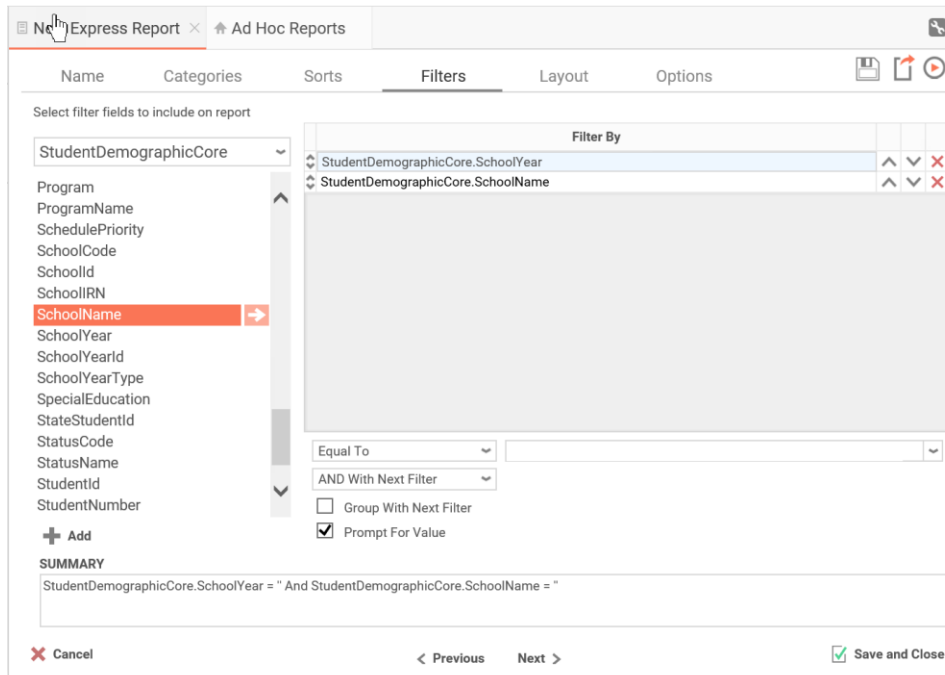 Express Report
Ad Hoc Reports
Name
Categories
Sorts
Filters
Layout
Options
Select filter fields to include on report
StudentDemographicCore
Program
ProgramName
SchedulePriority
SchoolCode
SchoolId
SchoolIRN
SchoolName
SchoolYear
SchoolYearId
SchoolYearType
SpecialEducation
StateStudentId
StatusCode
StatusName
StudentId
StudentNumber
Add
Filter By
StudentDemographicCore.SchoolYear
StudentDemographicCore.SchoolName
Equal To
AND With Next Filter
Group With Next Filter
Prompt For Value
SUMMARY
StudentDemographicCore.SchoolYear = '' And StudentDemographicCore.SchoolName = ''
Cancel
< Previous
Next >
Save and Close